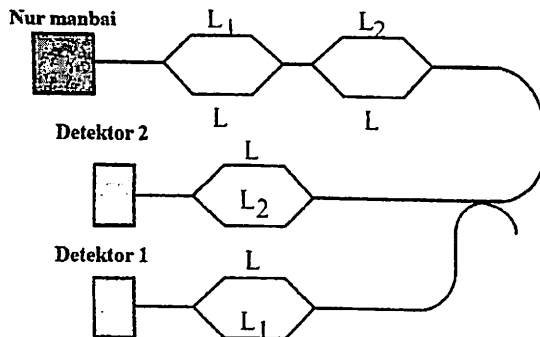 Nur manbai
L1 L2
L L
Detektor 2
L
L2
Detektor 1
L
L1